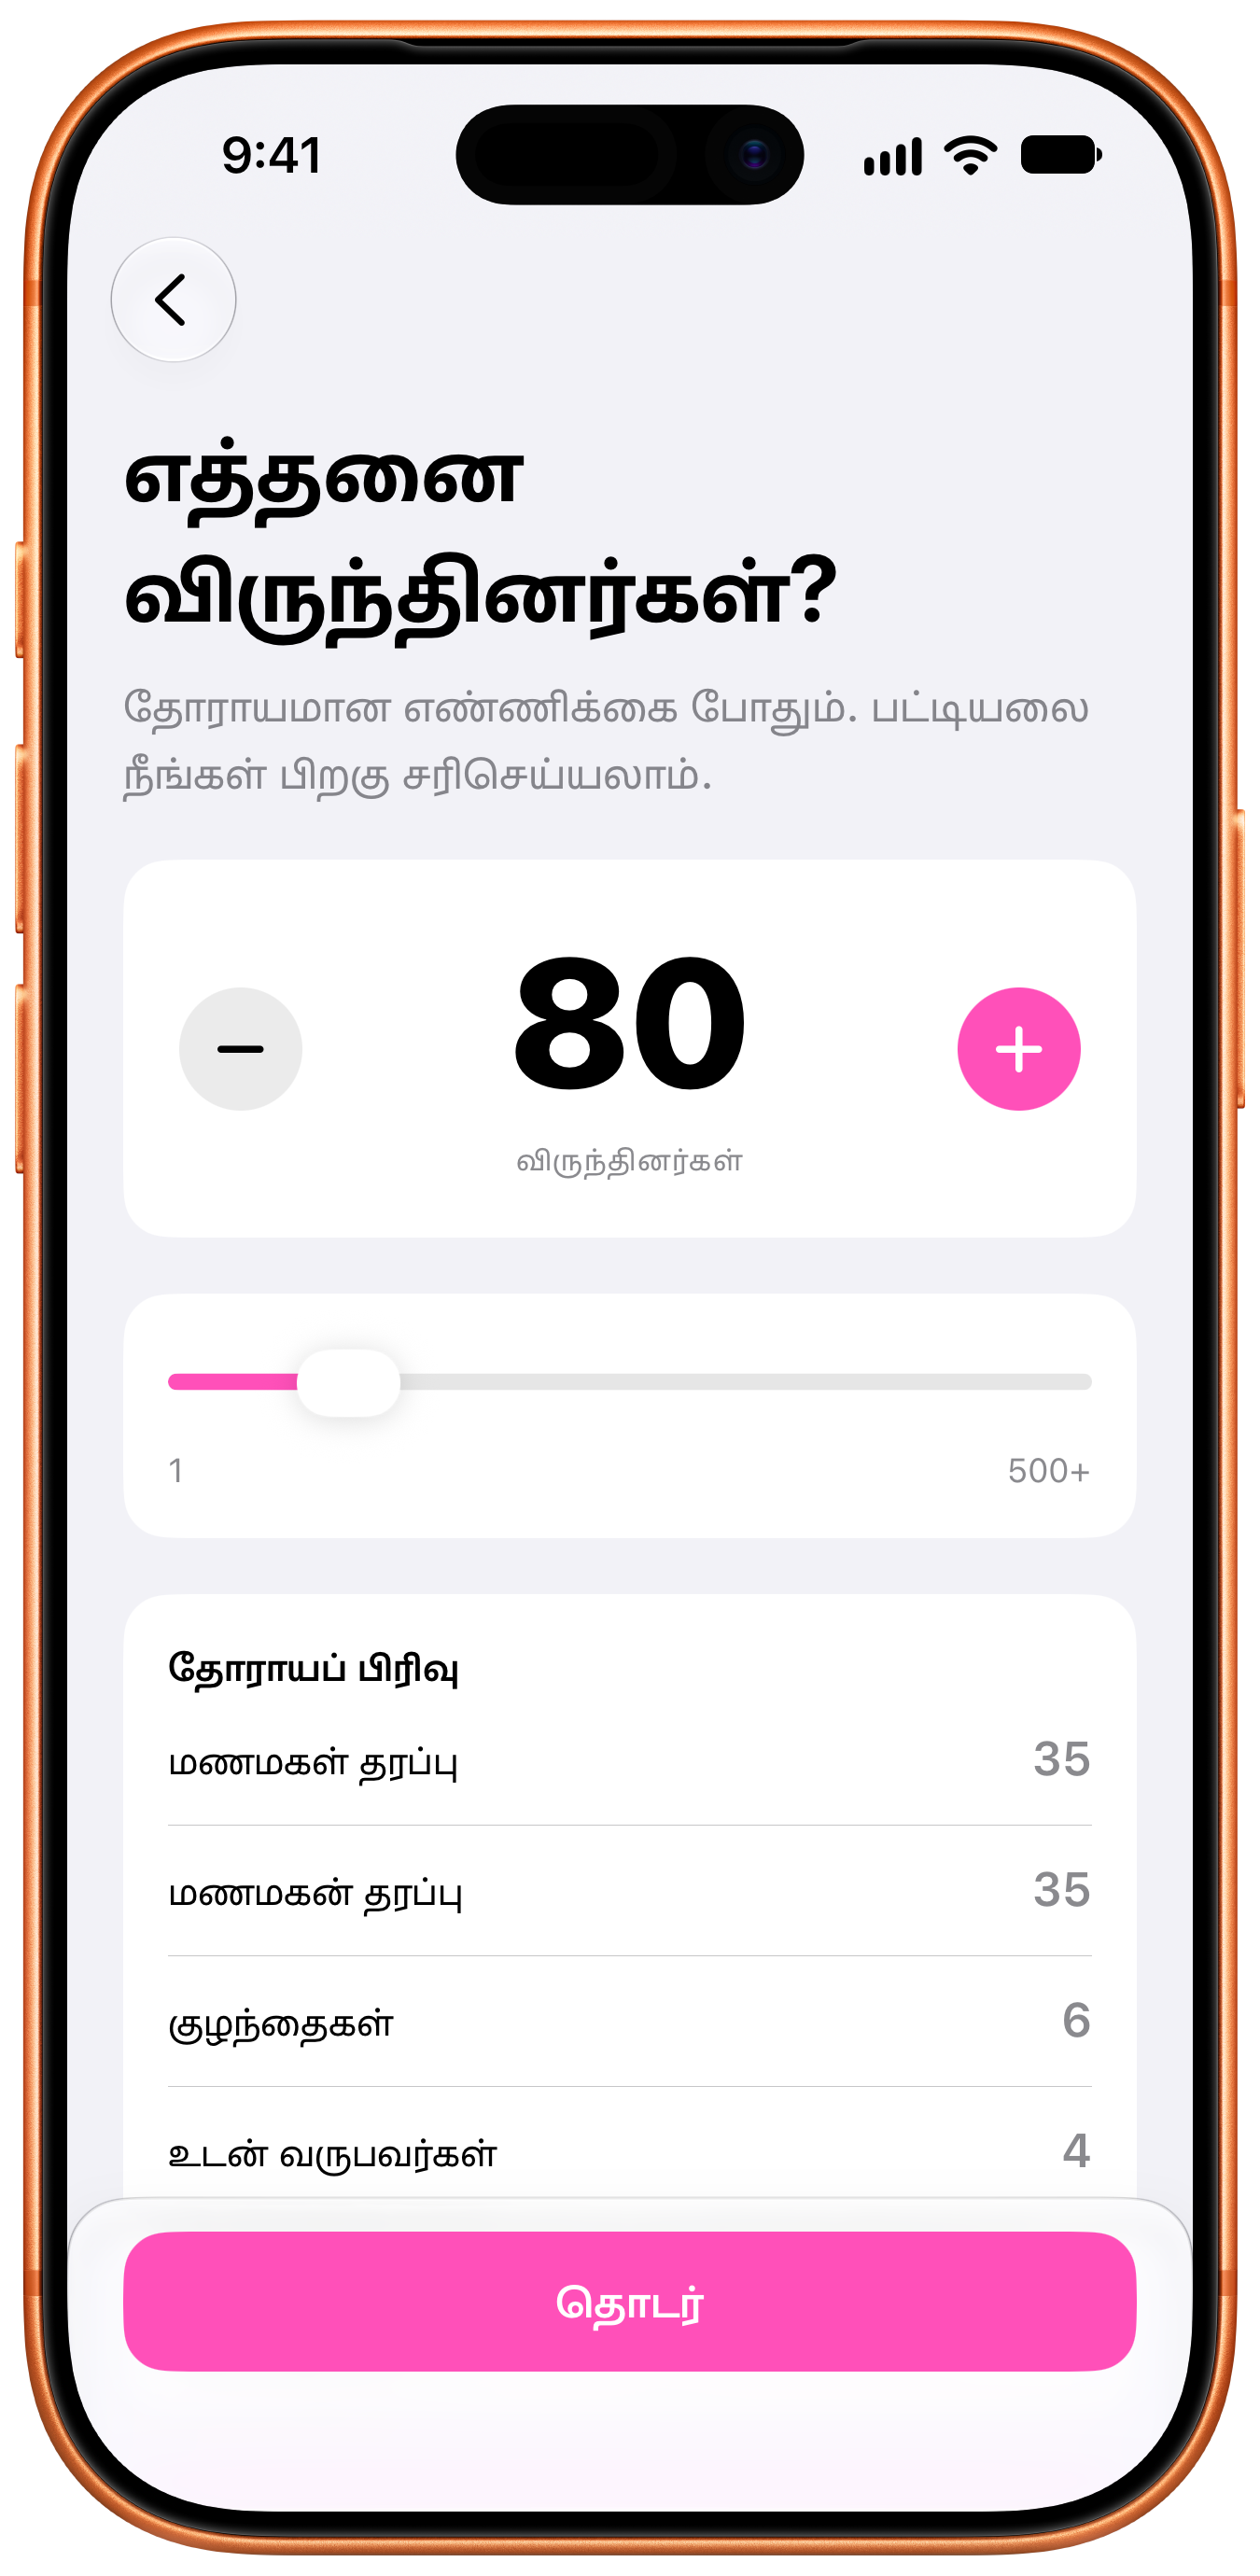 9:41
எத்தனை
விருந்தினர்கள்?
தோராயமான எண்ணிக்கை போதும். பட்டியலை
நீங்கள் பிறகு சரிசெய்யலாம்.
80
விருந்தினர்கள்
1
500+
தோராயப் பிரிவு
மணமகள் தரப்பு
35
மணமகன் தரப்பு
35
குழந்தைகள்
6
உடன் வருபவர்கள்
4
தொடர்